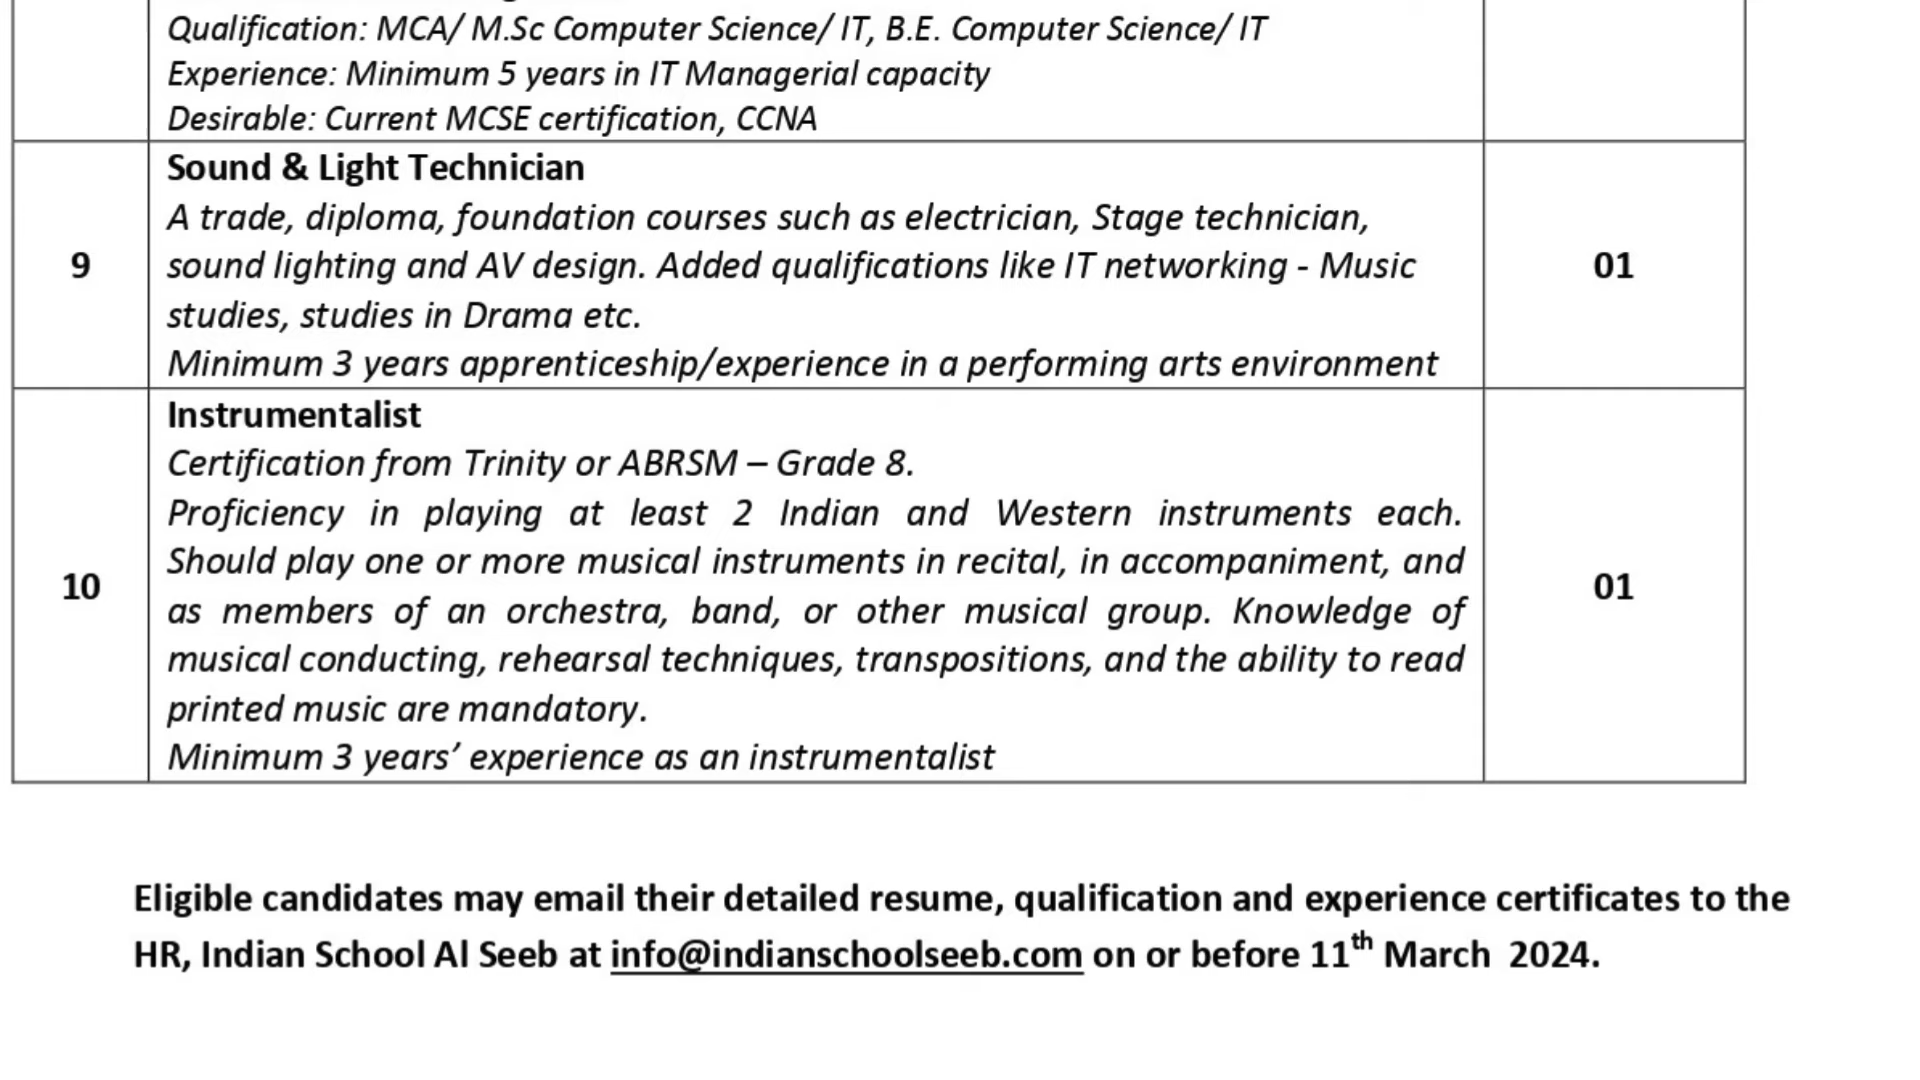 Qualification: MCA/ M.Sc Computer Science/ IT, B.E. Computer Science/ IT
Experience: Minimum 5 years in IT Managerial capacity
Desirable: Current MCSE certification, CCNA
Sound & Light Technician
A trade, diploma, foundation courses such as electrician, Stage technician,
9 sound lighting and AV design. Added qualifications like IT networking - Music 01
studies, studies in Drama etc.
Minimum 3 years apprenticeship/experience in a performing arts environment
Instrumentalist
Certification from Trinity or ABRSM – Grade 8.
Proficiency in playing at least 2 Indian and Western instruments each.
Should play one or more musical instruments in recital, in accompaniment, and
10 as members of an orchestra, band, or other musical group. Knowledge of 01
musical conducting, rehearsal techniques, transpositions, and the ability to read
printed music are mandatory.
Minimum 3 years’ experience as an instrumentalist
Eligible candidates may email their detailed resume, qualification and experience certificates to the
HR, Indian School Al Seeb at info@indianschoolseeb.com on or before 11th March 2024.